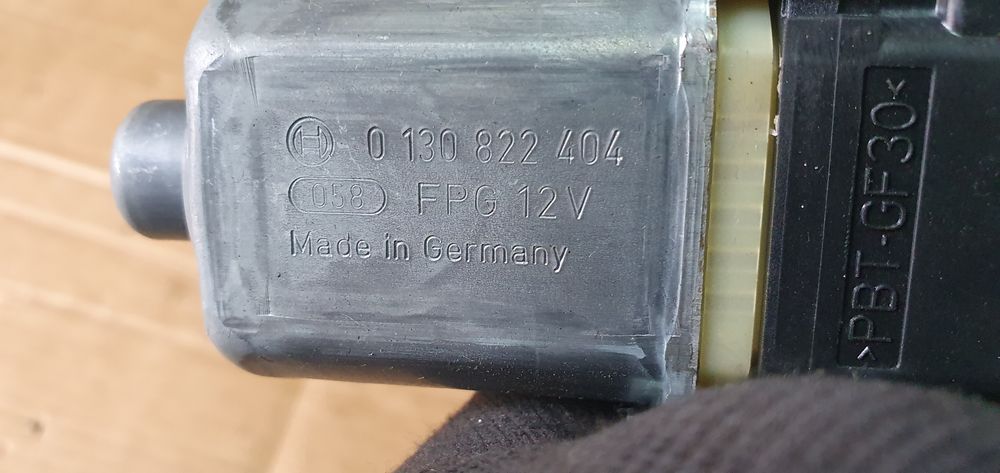 0 130 822 404
058 FPG 12V
Made in Germany
>PBT-GF30<